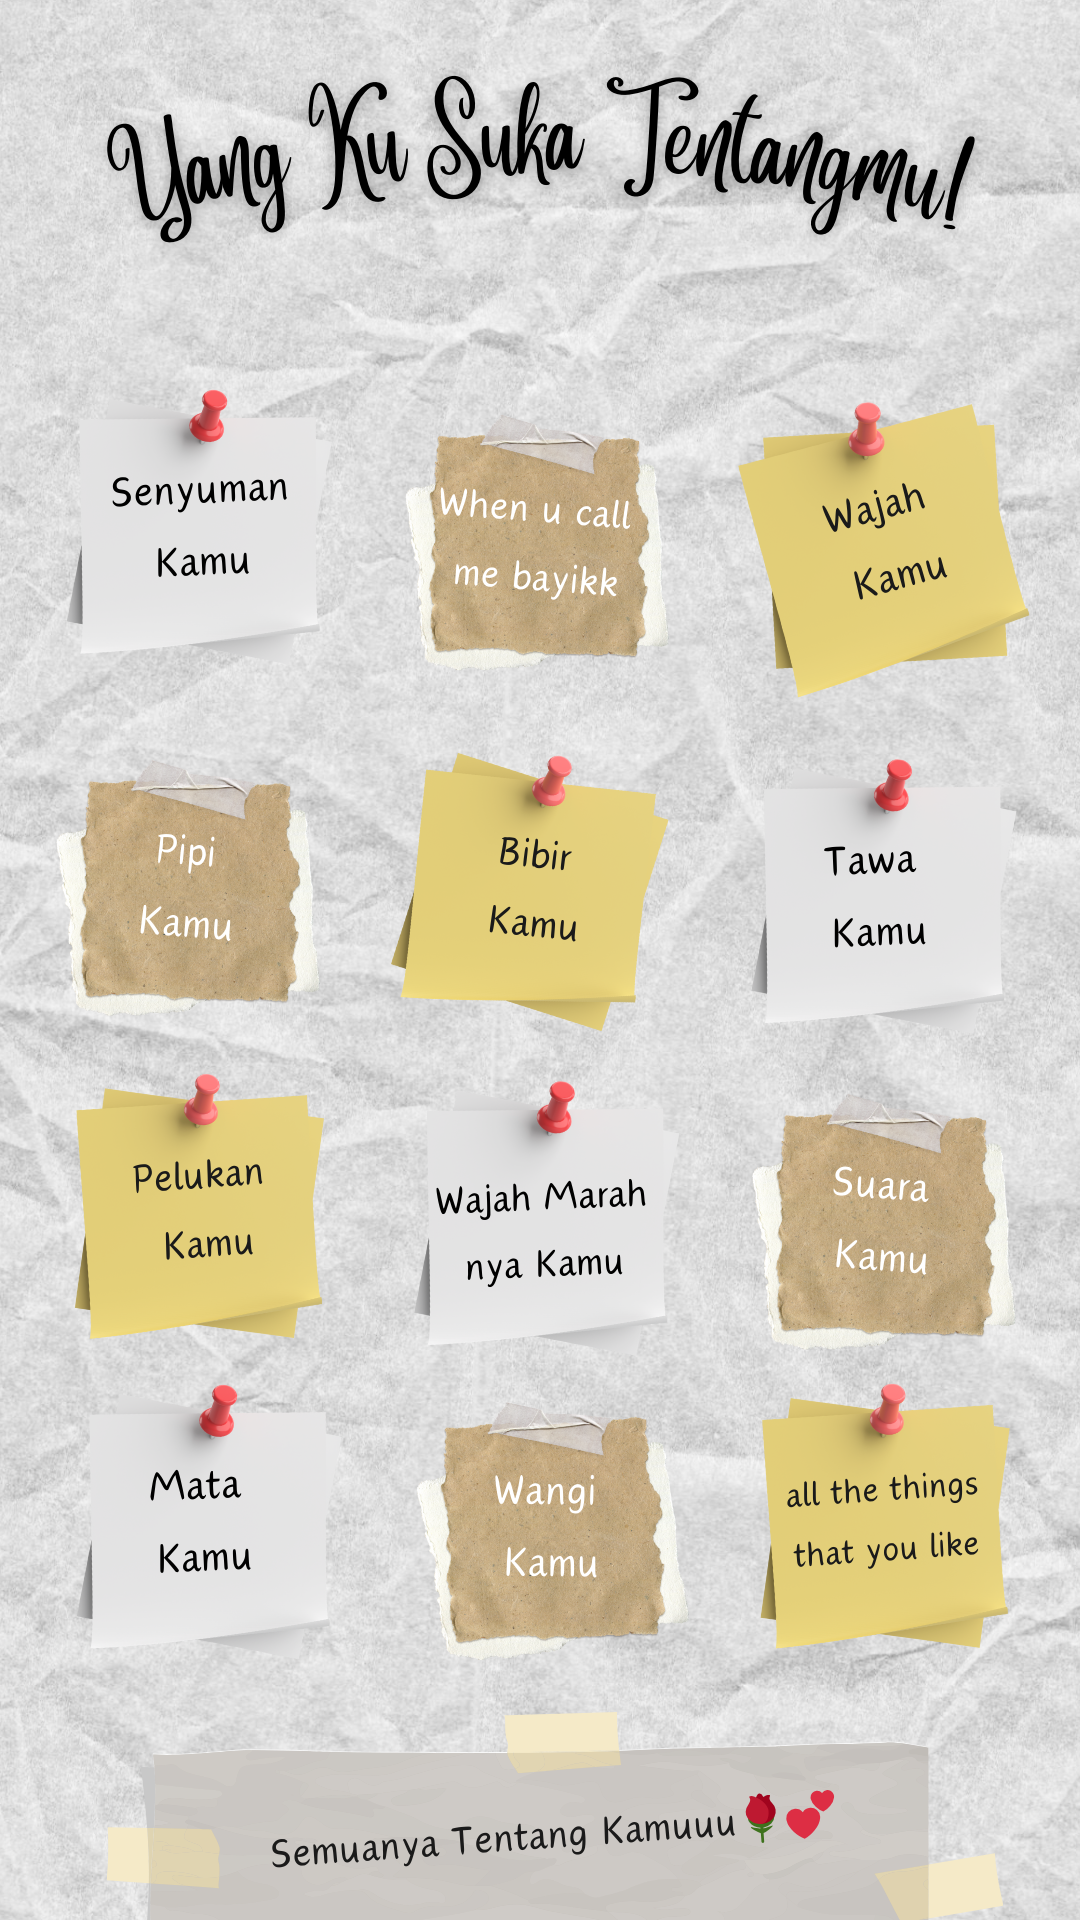 Yang Ku Suka Tentangmu!
Senyuman
Kamu
When u call
me bayikk
Wajah
Kamu
Pipi
Kamu
Bibir
Kamu
Tawa
Kamu
Pelukan
Kamu
Wajah Marah
nya Kamu
Suara
Kamu
Mata
Kamu
Wangi
Kamu
all the things
that you like
Semuanya Tentang Kamuuu🌹💕